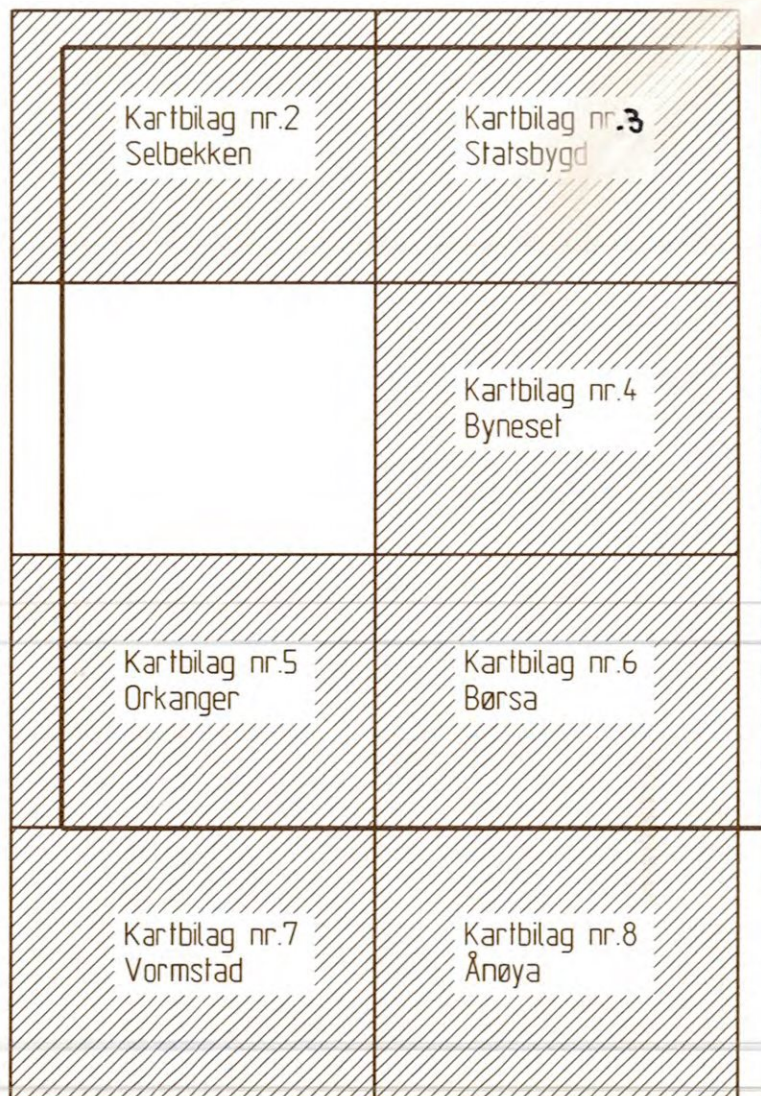 Kartbilag nr.2
Selbekken
Kartbilag nr.3
Statsbygd
Kartbilag nr.4
Byneset
Kartbilag nr.5
Orkanger
Kartbilag nr.6
Børsa
Kartbilag nr.7
Vormstad
Kartbilag nr.8
Ånøya